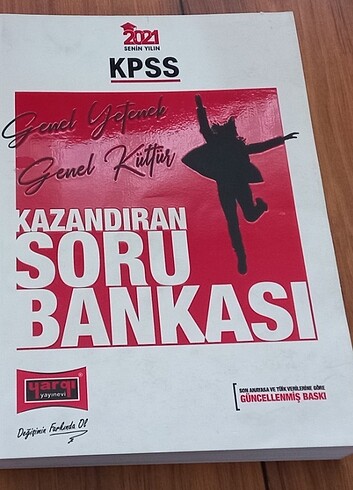 2021
SENİN YILIN
KPSS
Genel Yetenek
Genel Kültür
KAZANDIRAN
SORU
BANKASI
yargı
yayınevi
Değişimin Farkında Ol
SON ANAYASA VE TÜİK VERİLERİNE GÖRE
GÜNCELLENMİŞ BASKI